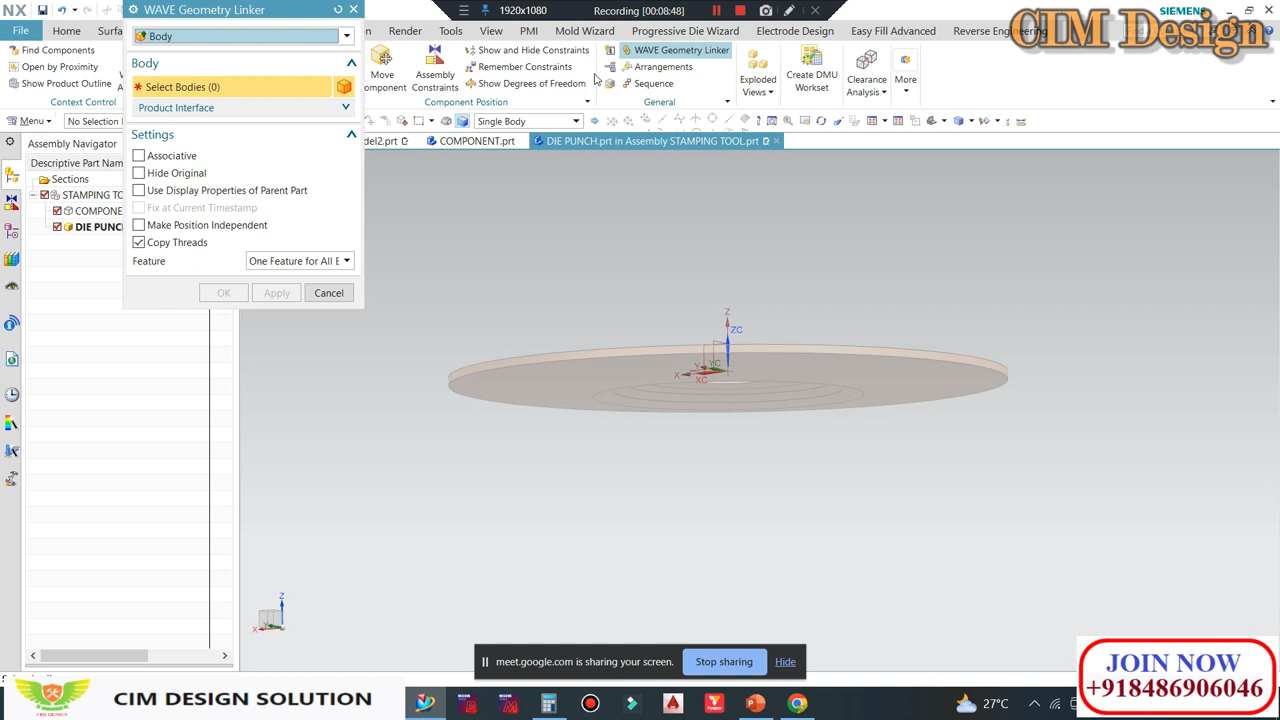 NX
WAVE Geometry Linker
1920x1080
Recording [00:08:48]
SIEMENS
CIM Design
File
Home
Surfa
Render
Tools
View
PMI
Mold Wizard
Progressive Die Wizard
Electrode Design
Easy Fill Advanced
Reverse Engineering
Find Components
Open by Proximity
Show Product Outline
Context Control
Body
Body
Select Bodies (0)
Product Interface
Settings
Associative
Hide Original
Use Display Properties of Parent Part
Fix at Current Timestamp
Make Position Independent
Copy Threads
Feature
One Feature for All E
OK
Apply
Cancel
Move
omponent
Assembly
Constraints
Show and Hide Constraints
Remember Constraints
Show Degrees of Freedom
Component Position
WAVE Geometry Linker
Arrangements
Sequence
General
Exploded
Views
Create DMU
Workset
Clearance
Analysis
More
Menu
No Selection
Single Body
del2.prt
COMPONENT.prt
DIE PUNCH.prt in Assembly STAMPING TOOL.prt
Assembly Navigator
Descriptive Part Nam
Sections
STAMPING TO
COMPONE
DIE PUNC
Z
ZC
Y
YC
X
XC
Z
X
Y
meet.google.com is sharing your screen.
Stop sharing
Hide
JOIN NOW
+918486906046
CIM DEMUS
CIM DESIGN SOLUTION
27°C